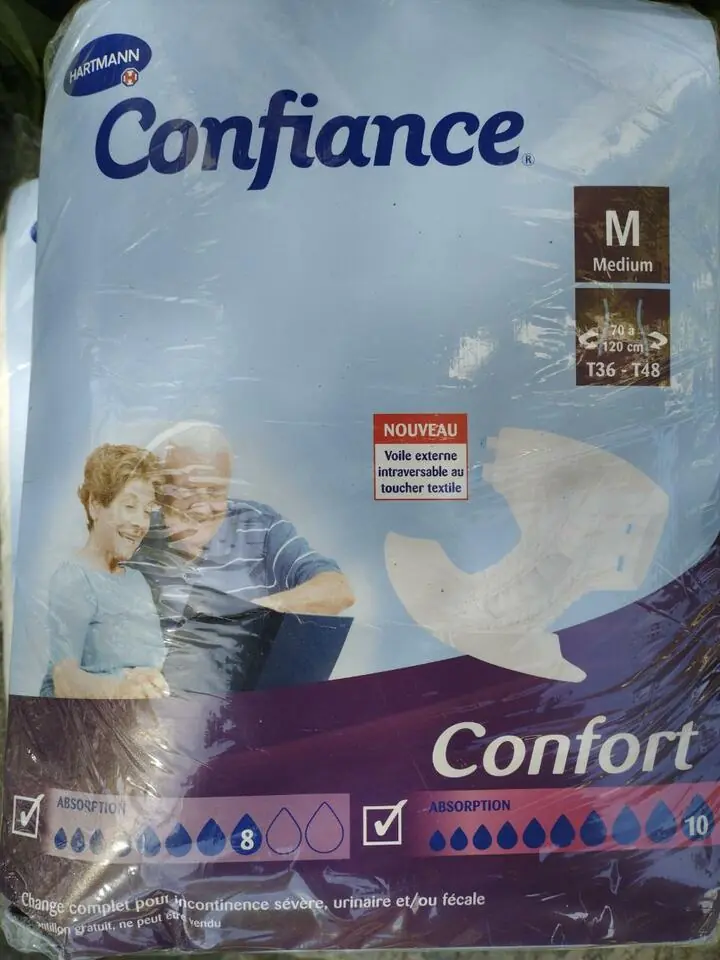 HARTMANN
Confiance®
M
Medium
70 à
120 cm
T36 - T48
NOUVEAU
Voile externe
intraversable au
toucher textile
Confort
ABSORPTION
8
ABSORPTION
10
Change complet pour incontinence sévère, urinaire et/ou fécale
gratuit, ne peut être vendu